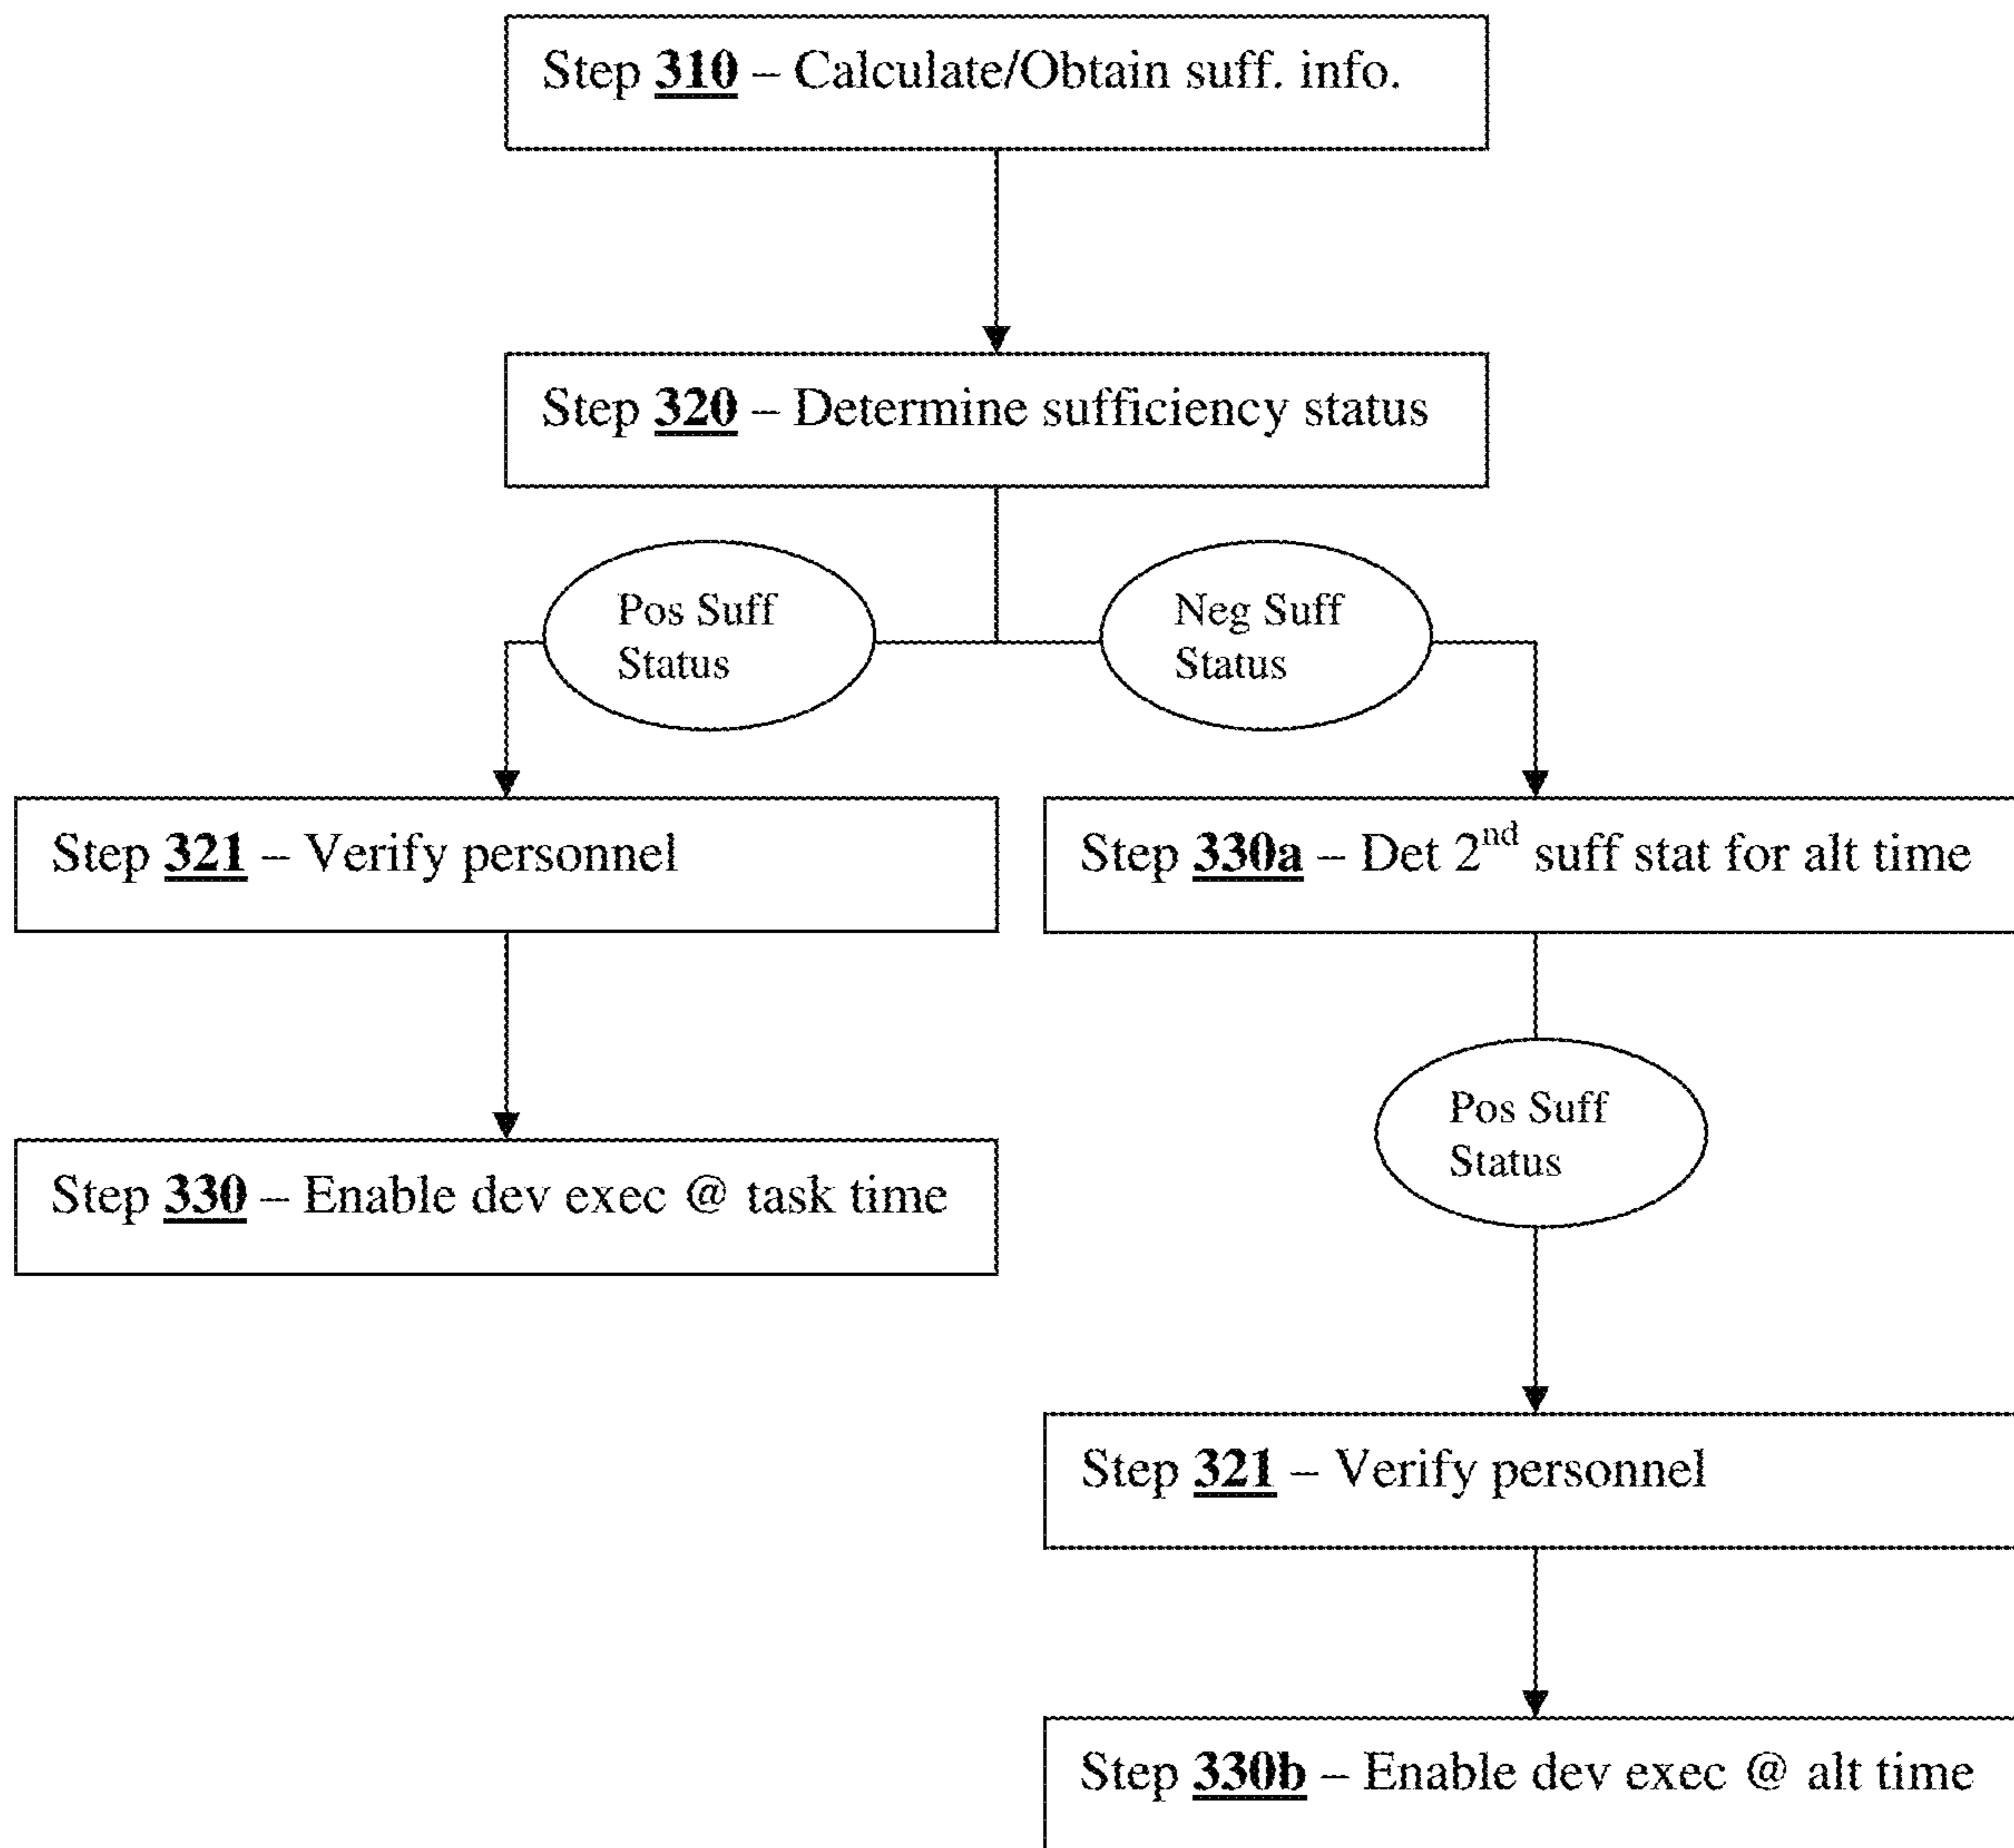 Step 310 – Calculate/Obtain suff. info.
Step 320 – Determine sufficiency status
Pos Suff
Status
Neg Suff
Status
Step 321 – Verify personnel
Step 330a – Det 2nd suff stat for alt time
Step 330 – Enable dev exec @ task time
Pos Suff
Status
Step 321 – Verify personnel
Step 330b – Enable dev exec @ alt time